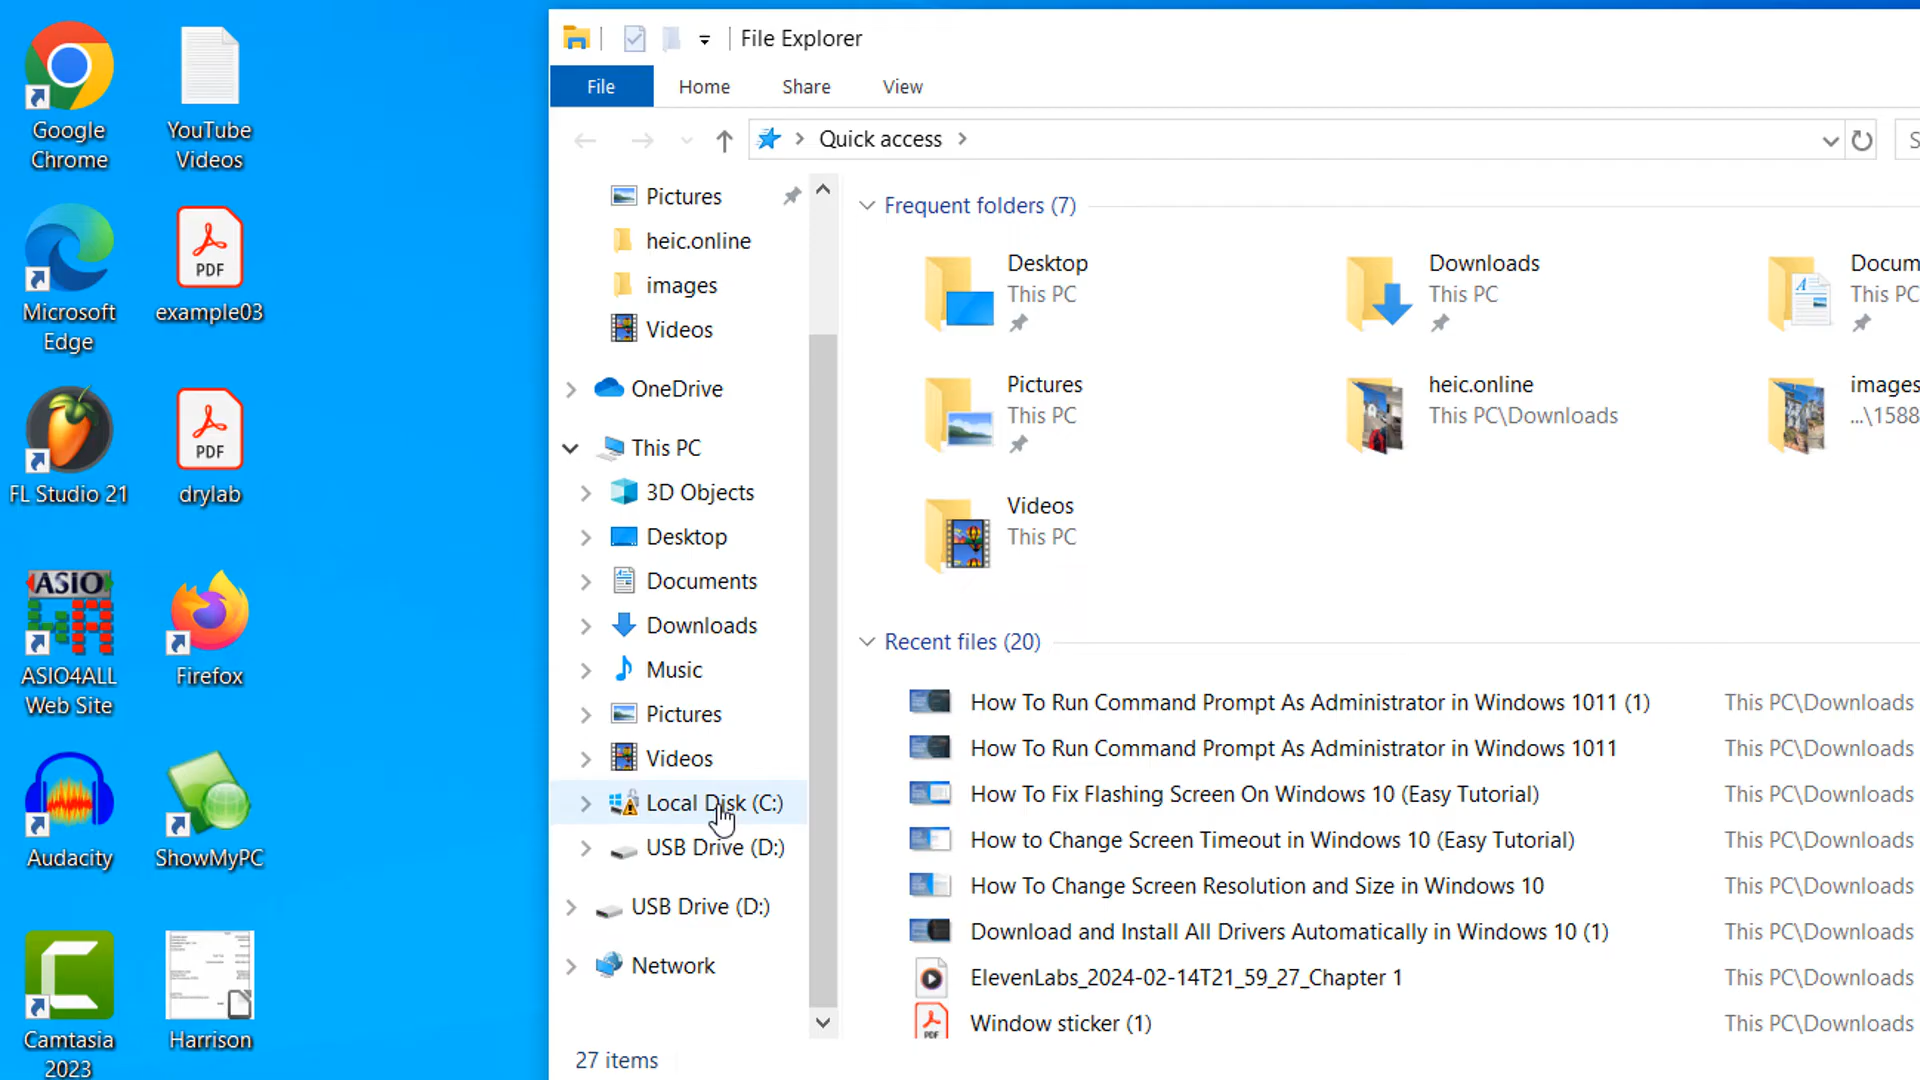 Google
Chrome
YouTube
Videos
Microsoft
Edge
example03
PDF
FL Studio 21
drylab
PDF
ASIO
ASIO4ALL
Web Site
Firefox
Audacity
ShowMyPC
Camtasia
2023
Harrison
File Explorer
File Home Share View
Quick access
S
Pictures
heic.online
images
Videos
OneDrive
This PC
3D Objects
Desktop
Documents
Downloads
Music
Pictures
Videos
Local Disk (C:)
USB Drive (D:)
USB Drive (D:)
Network
Frequent folders (7)
Desktop
This PC
Downloads
This PC
Docum
This PC
Pictures
This PC
heic.online
This PC\Downloads
images
...\1588
Videos
This PC
Recent files (20)
How To Run Command Prompt As Administrator in Windows 1011 (1) This PC\Downloads
How To Run Command Prompt As Administrator in Windows 1011 This PC\Downloads
How To Fix Flashing Screen On Windows 10 (Easy Tutorial) This PC\Downloads
How to Change Screen Timeout in Windows 10 (Easy Tutorial) This PC\Downloads
How To Change Screen Resolution and Size in Windows 10 This PC\Downloads
Download and Install All Drivers Automatically in Windows 10 (1) This PC\Downloads
ElevenLabs_2024-02-14T21_59_27_Chapter 1 This PC\Downloads
Window sticker (1) This PC\Downloads
27 items